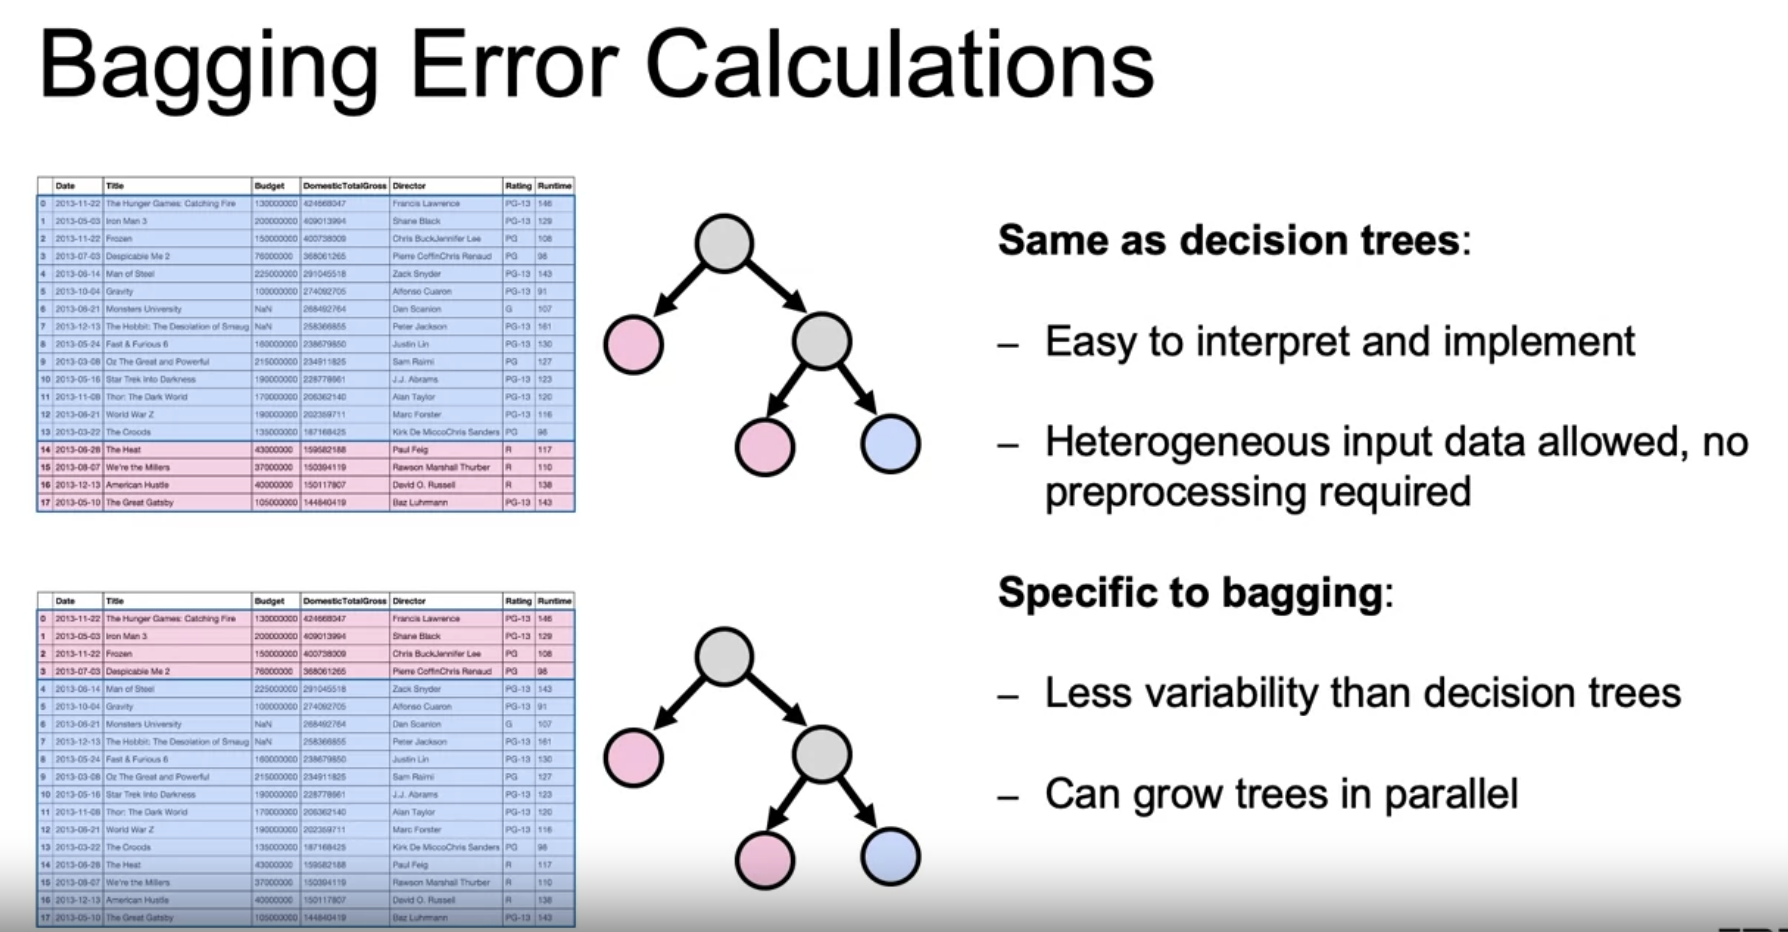 Bagging Error Calculations
Date Title Budget DomesticTotalGross Director Rating Runtime
0 2013-11-22 The Hunger Games: Catching Fire 130000000 424668047 Francis Lawrence PG-13 146
1 2013-05-03 Iron Man 3 200000000 409013994 Shane Black PG-13 129
2 2013-11-22 Frozen 150000000 400738009 Chris BuckJennifer Lee PG 108
3 2013-07-03 Despicable Me 2 76000000 368061265 Pierre CoffinChris Renaud PG 98
4 2013-06-14 Man of Steel 225000000 291045518 Zack Snyder PG-13 143
5 2013-10-04 Gravity 100000000 274092705 Alfonso Cuaron PG-13 91
6 2013-06-21 Monsters University NaN 268492764 Dan Scanlon G 107
7 2013-12-13 The Hobbit: The Desolation of Smaug NaN 258366855 Peter Jackson PG-13 161
8 2013-05-24 Fast & Furious 6 160000000 238679850 Justin Lin PG-13 130
9 2013-03-08 Oz The Great and Powerful 215000000 234911825 Sam Raimi PG 127
10 2013-05-16 Star Trek Into Darkness 190000000 228778661 J.J. Abrams PG-13 123
11 2013-11-08 Thor: The Dark World 170000000 206362140 Alan Taylor PG-13 120
12 2013-06-21 World War Z 190000000 202359711 Marc Forster PG-13 116
13 2013-03-22 The Croods 135000000 187168425 Kirk De MiccoChris Sanders PG 98
14 2013-06-28 The Heat 43000000 159582188 Paul Feig R 117
15 2013-08-07 We're the Millers 37000000 150394119 Rawson Marshall Thurber R 110
16 2013-12-13 American Hustle 40000000 150117807 David O. Russell R 138
17 2013-05-10 The Great Gatsby 105000000 144840419 Baz Luhrmann PG-13 143
Date Title Budget DomesticTotalGross Director Rating Runtime
0 2013-11-22 The Hunger Games: Catching Fire 130000000 424668047 Francis Lawrence PG-13 146
1 2013-05-03 Iron Man 3 200000000 409013994 Shane Black PG-13 129
2 2013-11-22 Frozen 150000000 400738009 Chris BuckJennifer Lee PG 108
3 2013-07-03 Despicable Me 2 76000000 368061265 Pierre CoffinChris Renaud PG 98
4 2013-06-14 Man of Steel 225000000 291045518 Zack Snyder PG-13 143
5 2013-10-04 Gravity 100000000 274092705 Alfonso Cuaron PG-13 91
6 2013-06-21 Monsters University NaN 268492764 Dan Scanlon G 107
7 2013-12-13 The Hobbit: The Desolation of Smaug NaN 258366855 Peter Jackson PG-13 161
8 2013-05-24 Fast & Furious 6 160000000 238679850 Justin Lin PG-13 130
9 2013-03-08 Oz The Great and Powerful 215000000 234911825 Sam Raimi PG 127
10 2013-05-16 Star Trek Into Darkness 190000000 228778661 J.J. Abrams PG-13 123
11 2013-11-08 Thor: The Dark World 170000000 206362140 Alan Taylor PG-13 120
12 2013-06-21 World War Z 190000000 202359711 Marc Forster PG-13 116
13 2013-03-22 The Croods 135000000 187168425 Kirk De MiccoChris Sanders PG 98
14 2013-06-28 The Heat 43000000 159582188 Paul Feig R 117
15 2013-08-07 We're the Millers 37000000 150394119 Rawson Marshall Thurber R 110
16 2013-12-13 American Hustle 40000000 150117807 David O. Russell R 138
17 2013-05-10 The Great Gatsby 105000000 144840419 Baz Luhrmann PG-13 143
Same as decision trees:
– Easy to interpret and implement
– Heterogeneous input data allowed, no
preprocessing required
Specific to bagging:
– Less variability than decision trees
– Can grow trees in parallel